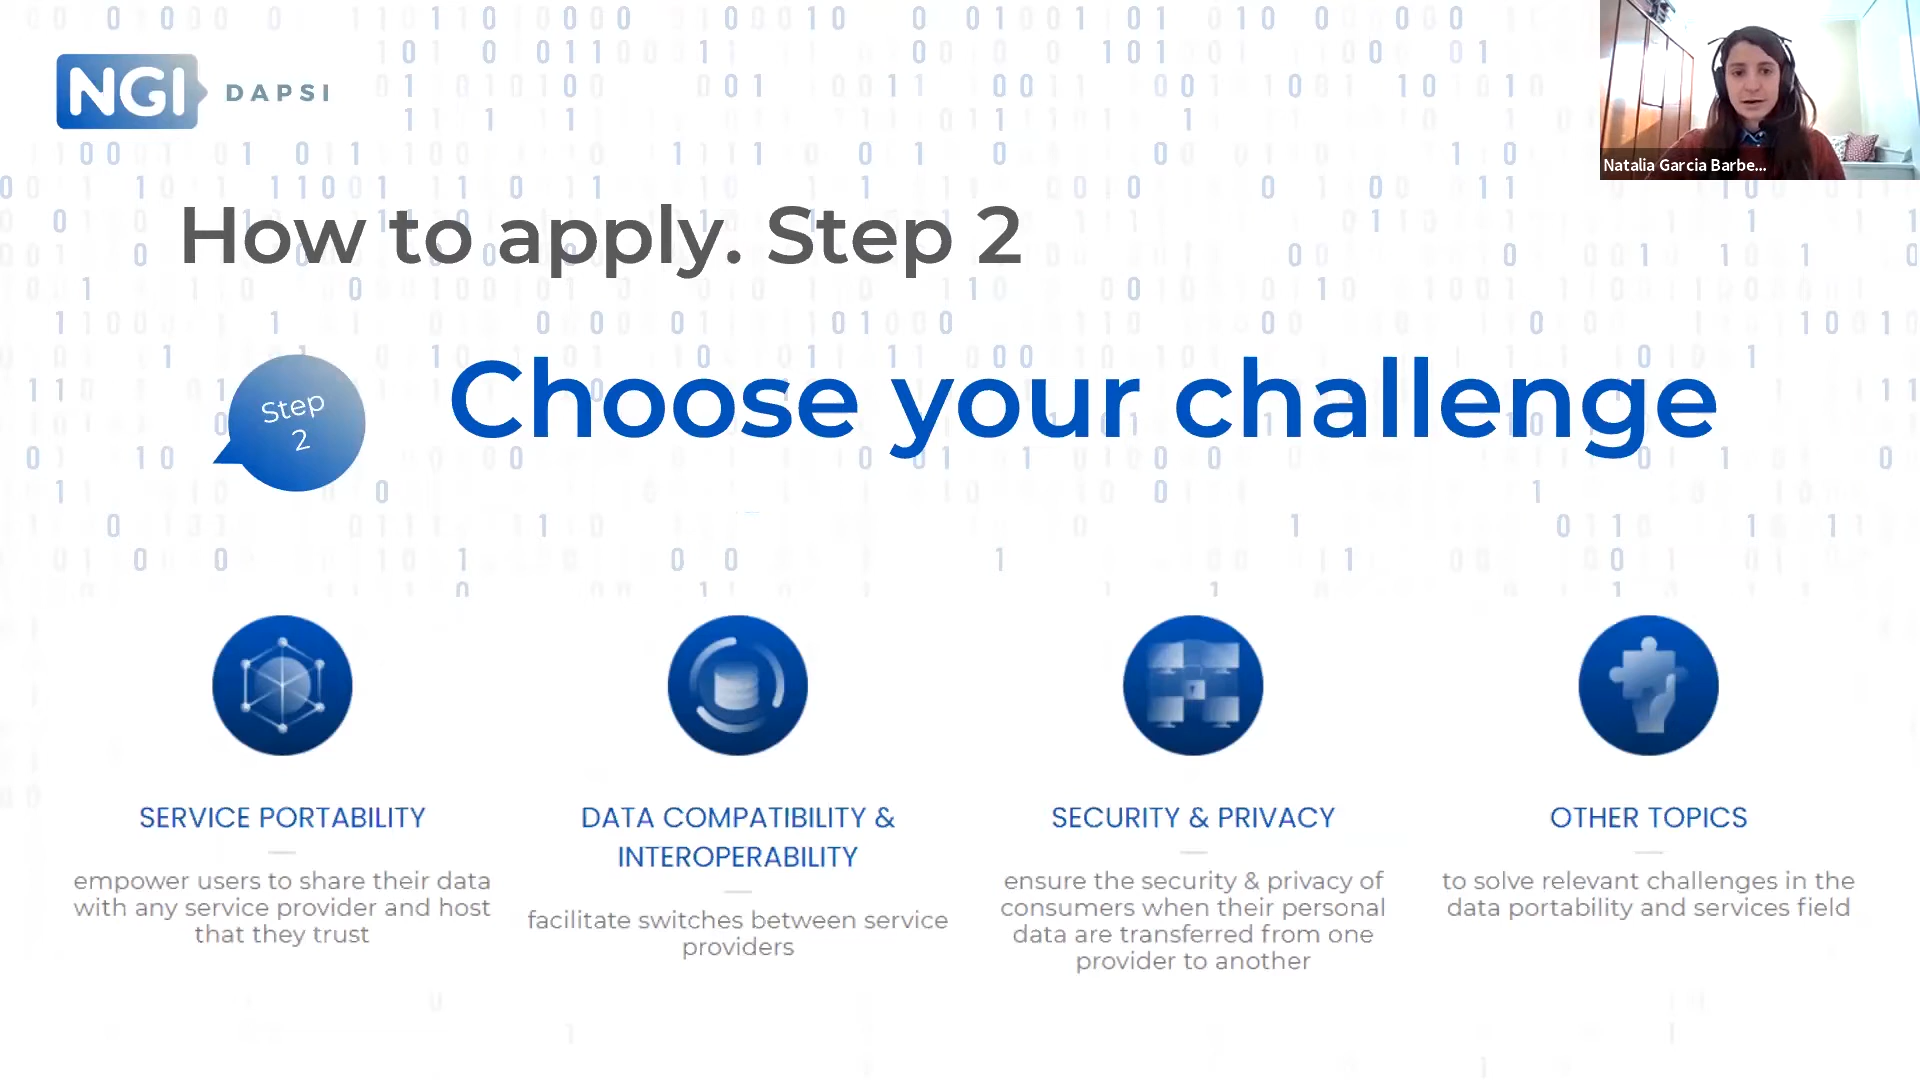 NGI DAPSI
Natalia Garcia Barbe...
How to apply. Step 2
Step
2
Choose your challenge
SERVICE PORTABILITY
empower users to share their data
with any service provider and host
that they trust
DATA COMPATIBILITY &
INTEROPERABILITY
facilitate switches between service
providers
SECURITY & PRIVACY
ensure the security & privacy of
consumers when their personal
data are transferred from one
provider to another
OTHER TOPICS
to solve relevant challenges in the
data portability and services field